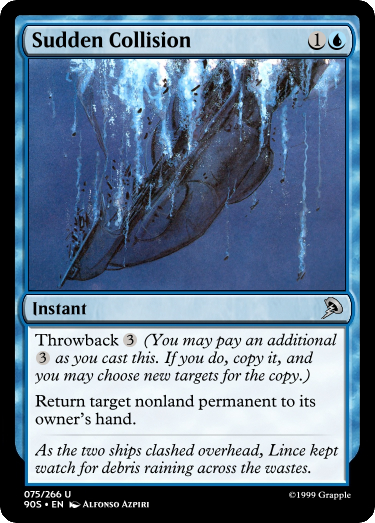 Sudden Collision 1
Instant
Throwback 3 (You may pay an additional
3 as you cast this. If you do, copy it, and
you may choose new targets for the copy.)
Return target nonland permanent to its
owner's hand.
As the two ships clashed overhead, Lince kept
watch for debris raining across the wastes.
075/266 U
90S • EN Alfonso Azpiri
©1999 Grapple